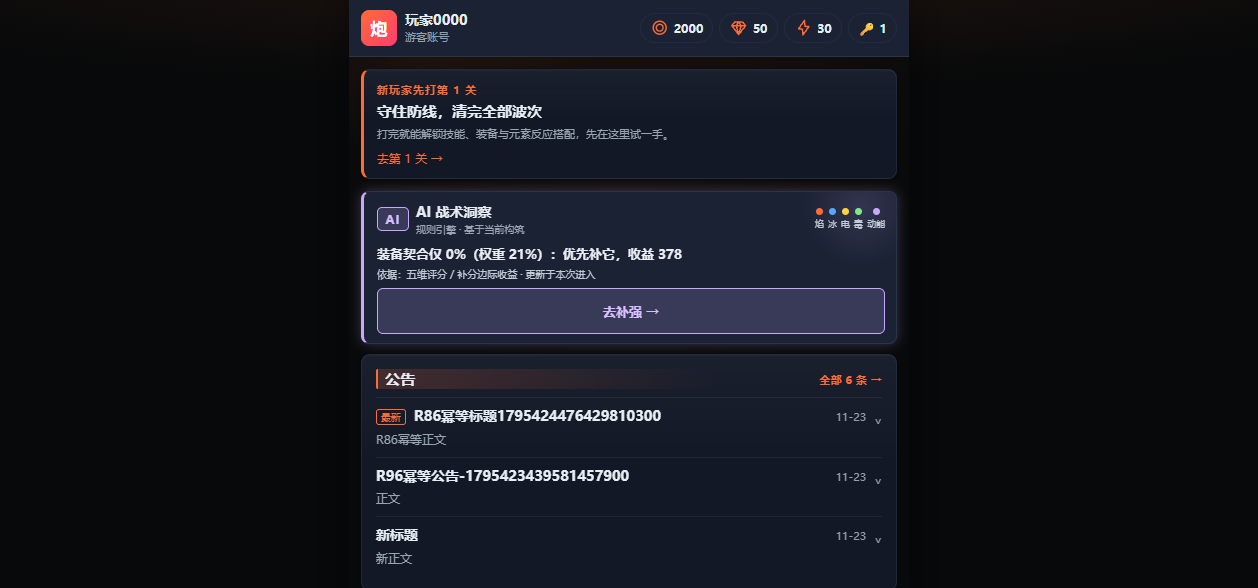 炮
玩家0000
游客账号
2000
50
30
1
新玩家先打第 1 关
守住防线，清完全部波次
打完就能解锁技能、装备与元素反应搭配，先在这里试一手。
去第 1 关 →
AI
AI 战术洞察
规则引擎 · 基于当前构筑
焰 冰 电 毒 动能
装备契合仅 0%（权重 21%）：优先补它，收益 378
依据：五维评分 / 补分边际收益 · 更新于本次进入
去补强 →
公告
全部 6 条 →
最新 R86幂等标题1795424476429810300
11-23 v
R86幂等正文
R96幂等公告-1795423439581457900
11-23 v
正文
新标题
11-23 v
新正文